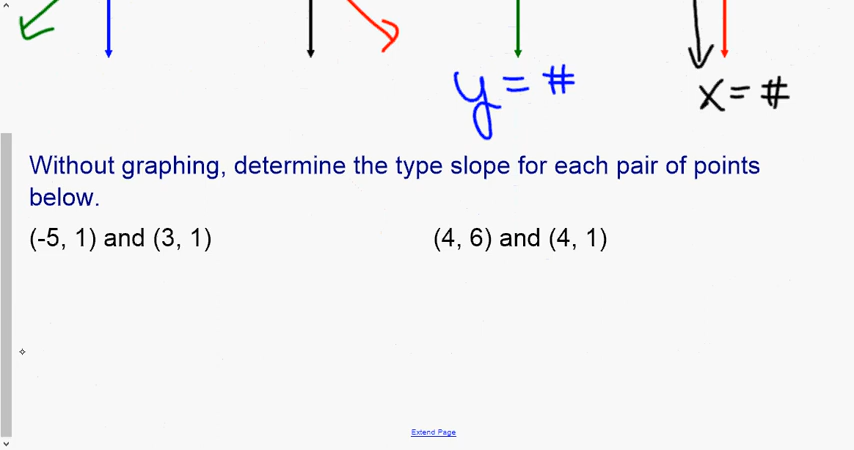 y = #
x = #
Without graphing, determine the type slope for each pair of points
below.
(-5, 1) and (3, 1)
(4, 6) and (4, 1)
Extend Page